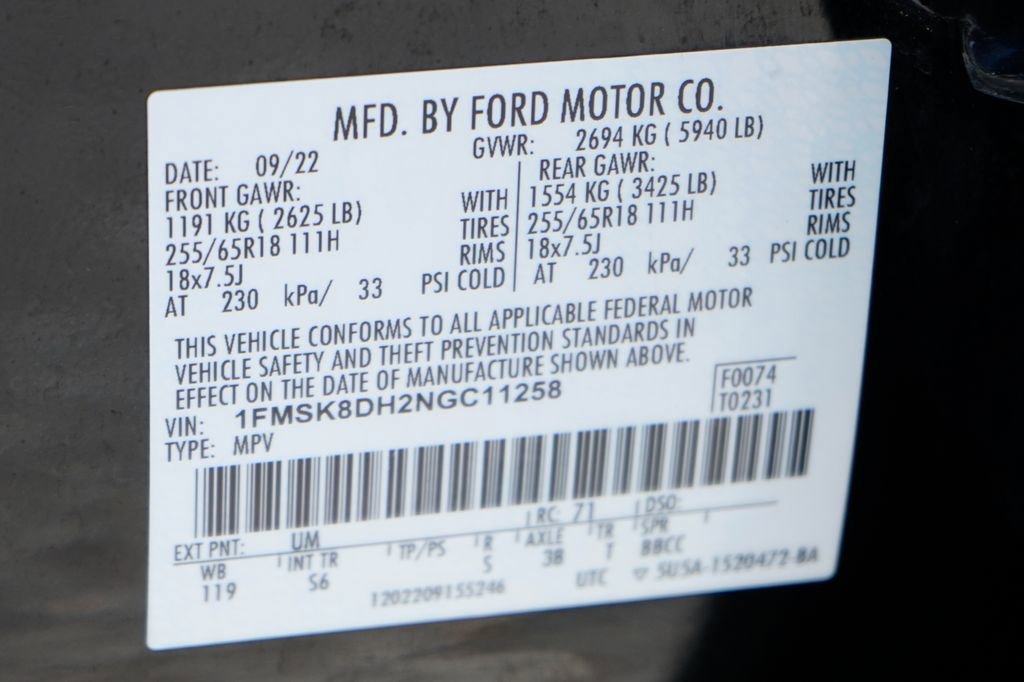 MFD. BY FORD MOTOR CO.
DATE: 09/22 GVWR: 2694 KG ( 5940 LB)
FRONT GAWR: REAR GAWR:
1191 KG ( 2625 LB) WITH 1554 KG ( 3425 LB) WITH
255/65R18 111H TIRES 255/65R18 111H TIRES
18x7.5J RIMS 18x7.5J RIMS
AT 230 kPa/ 33 PSI COLD AT 230 kPa/ 33 PSI COLD
THIS VEHICLE CONFORMS TO ALL APPLICABLE FEDERAL MOTOR
VEHICLE SAFETY AND THEFT PREVENTION STANDARDS IN
EFFECT ON THE DATE OF MANUFACTURE SHOWN ABOVE.
VIN: 1FMSK8DH2NGC11258 F0074
TYPE: MPV T0231
EXT PNT: UM RC: 71 DSO:
WB INT TR TP/PS R AXLE TR SPR
119 S6 S 38 T BBCC
1202209155246 UTC ▽ 5U5A-1520472-BA